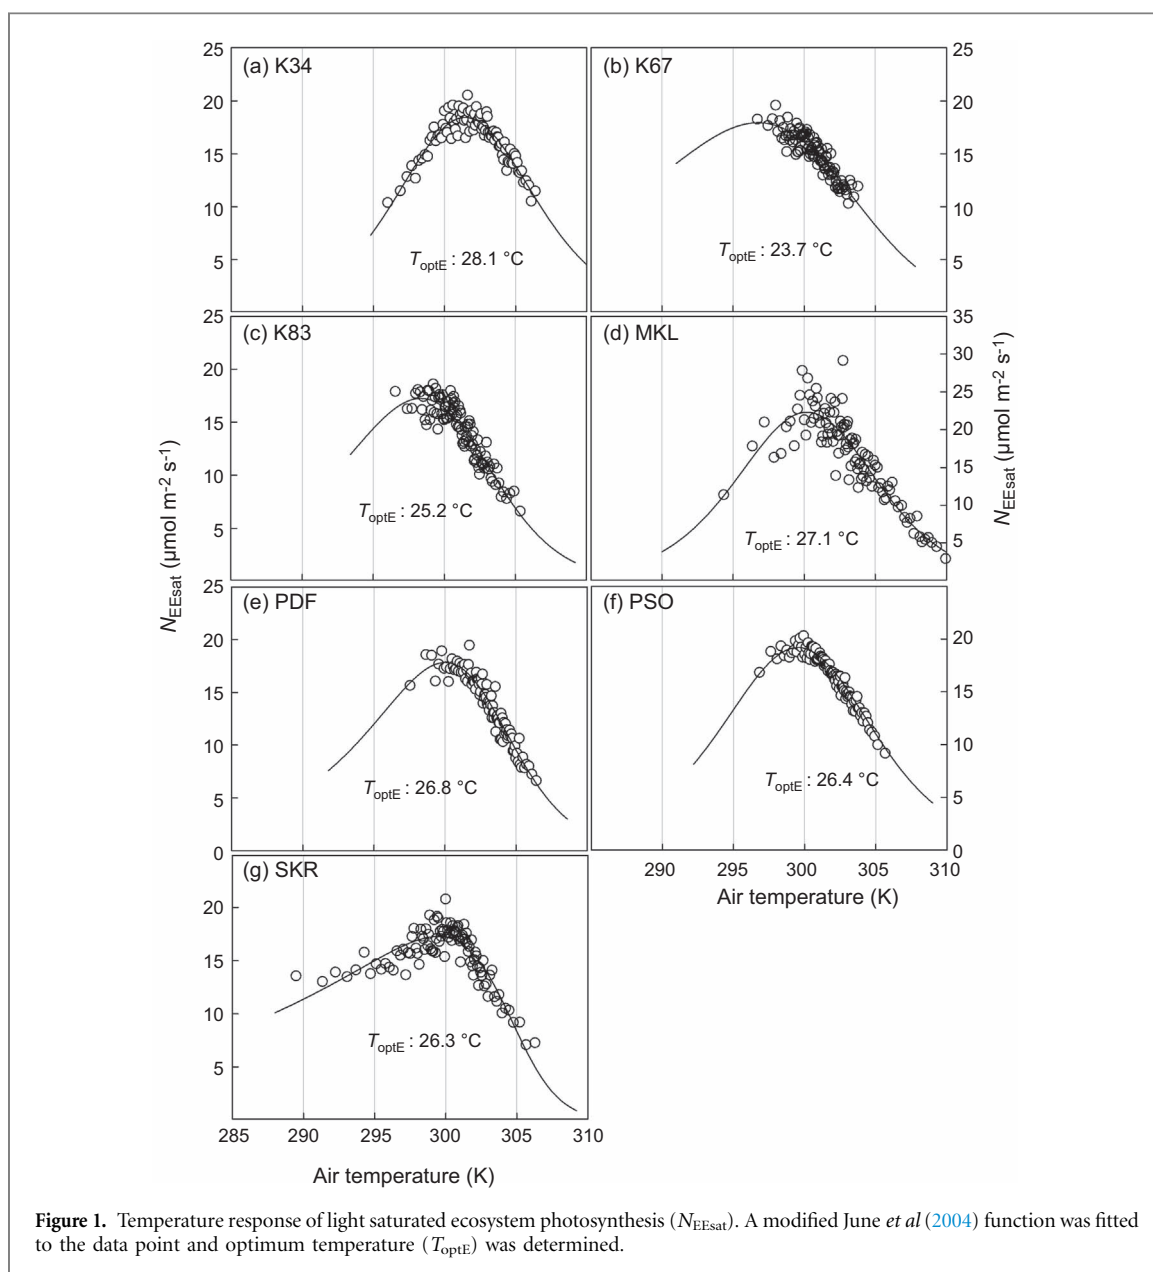 (a) K34
(b) K67
25
20
15
10
5
25
20
15
10
5
T_optE : 28.1 °C
T_optE : 23.7 °C
(c) K83
(d) MKL
25
20
15
10
5
35
30
25
20
15
10
5
T_optE : 25.2 °C
T_optE : 27.1 °C
N_EEsat (µmol m-2 s-1)
N_EEsat (µmol m-2 s-1)
(e) PDF
(f) PSO
25
20
15
10
5
0
20
15
10
5
0
T_optE : 26.8 °C
T_optE : 26.4 °C
290 295 300 305 310
Air temperature (K)
(g) SKR
20
15
10
5
T_optE : 26.3 °C
285 290 295 300 305 310
Air temperature (K)
Figure 1. Temperature response of light saturated ecosystem photosynthesis (N_EEsat). A modified June et al (2004) function was fitted
to the data point and optimum temperature (T_optE) was determined.